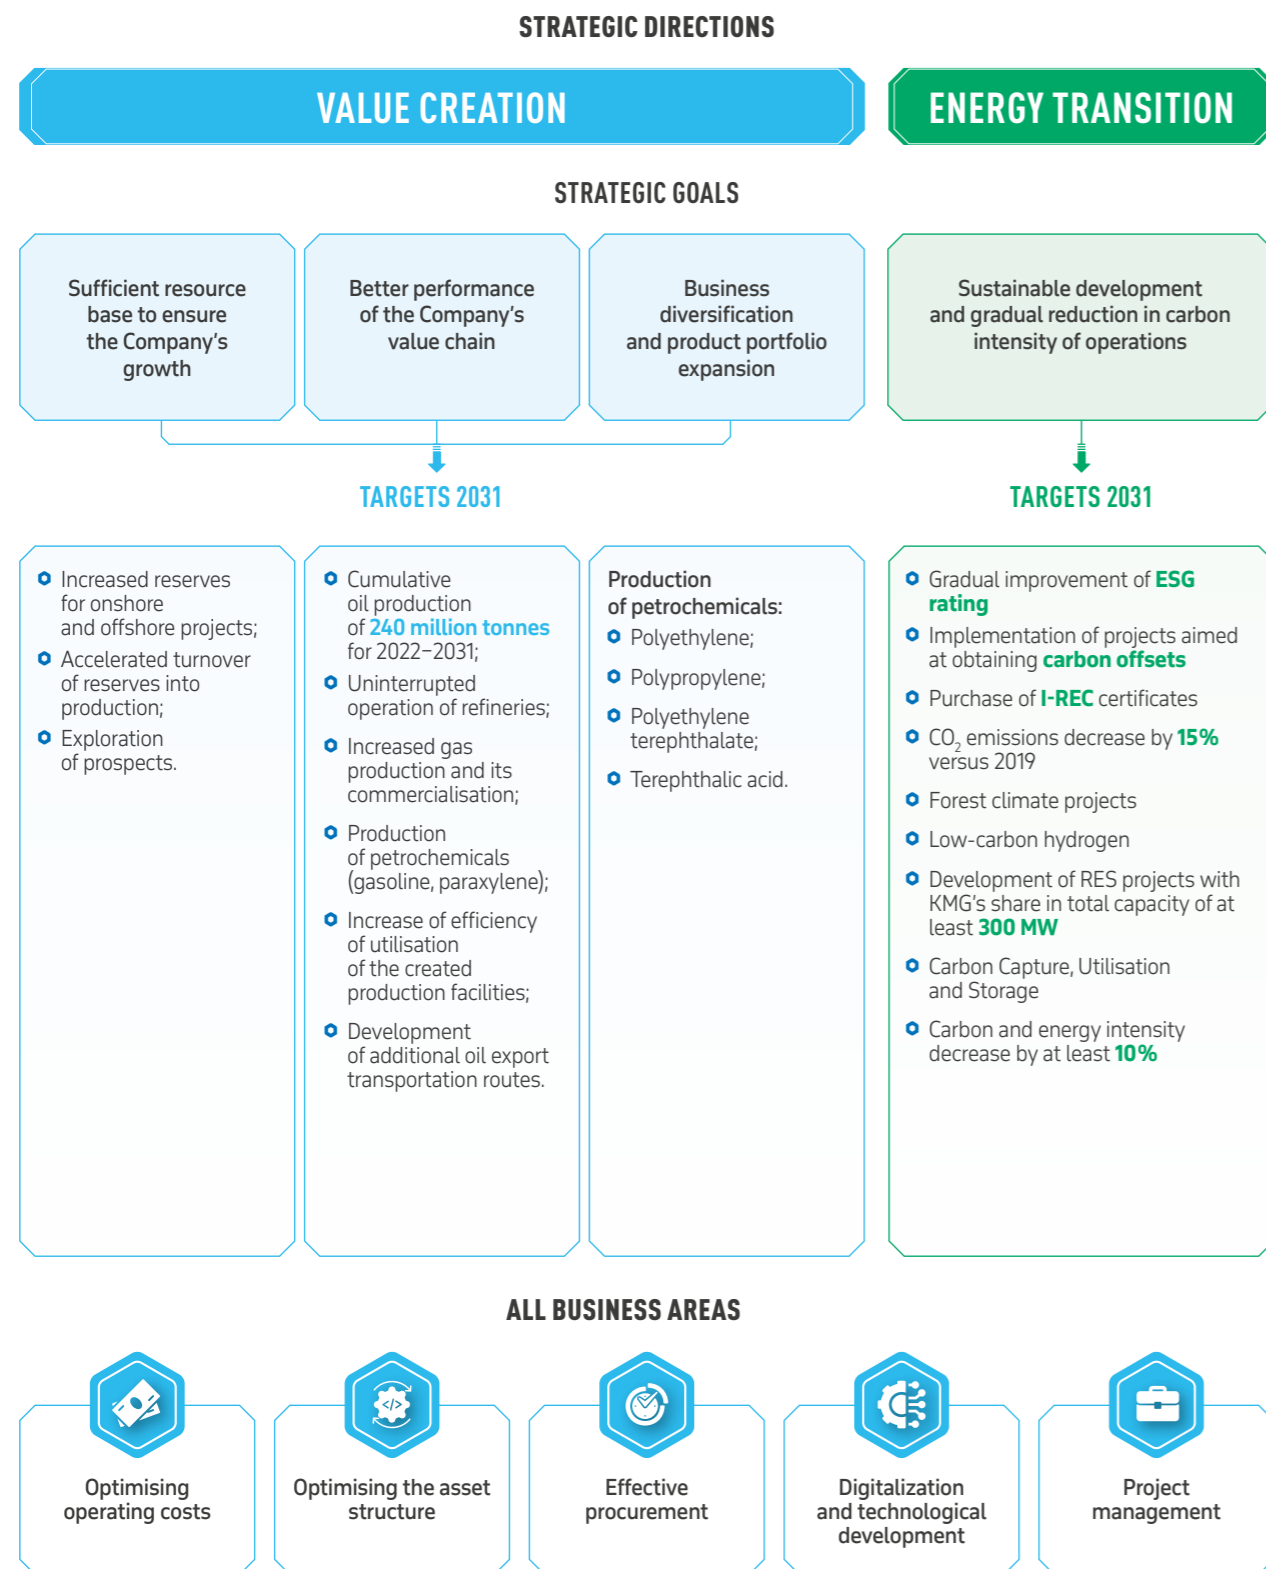 STRATEGIC DIRECTIONS
VALUE CREATION
ENERGY TRANSITION
STRATEGIC GOALS
Sufficient resource
base to ensure
the Company's
growth
Better performance
of the Company's
value chain
Business
diversification
and product portfolio
expansion
Sustainable development
and gradual reduction in carbon
intensity of operations
TARGETS 2031
TARGETS 2031
Increased reserves
for onshore
and offshore projects;
Accelerated turnover
of reserves into
production;
Exploration
of prospects.
Cumulative
oil production
of 240 million tonnes
for 2022–2031;
Uninterrupted
operation of refineries;
Increased gas
production and its
commercialisation;
Production
of petrochemicals
(gasoline, paraxylene);
Increase of efficiency
of utilisation
of the created
production facilities;
Development
of additional oil export
transportation routes.
Production
of petrochemicals:
Polyethylene;
Polypropylene;
Polyethylene
terephthalate;
Terephthalic acid.
Gradual improvement of ESG
rating
Implementation of projects aimed
at obtaining carbon offsets
Purchase of I-REC certificates
CO₂ emissions decrease by 15%
versus 2019
Forest climate projects
Low-carbon hydrogen
Development of RES projects with
KMG's share in total capacity of at
least 300 MW
Carbon Capture, Utilisation
and Storage
Carbon and energy intensity
decrease by at least 10%
ALL BUSINESS AREAS
Optimising
operating costs
Optimising the asset
structure
Effective
procurement
Digitalization
and technological
development
Project
management